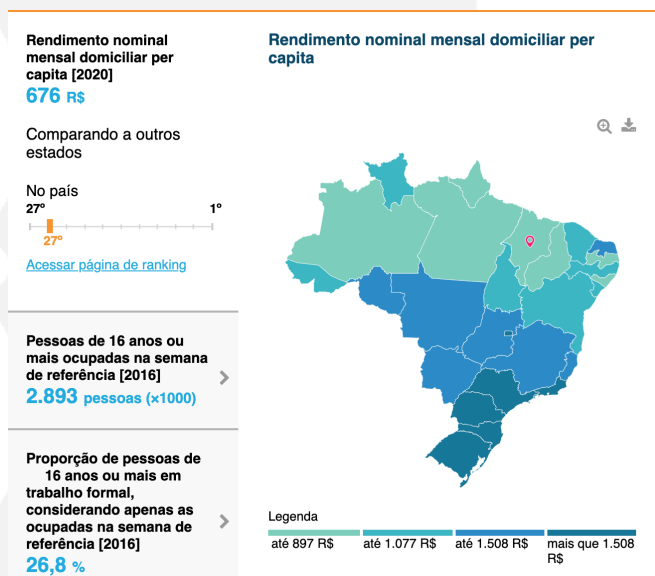 Rendimento nominal
mensal domiciliar per
capita [2020]
676 R$
Comparando a outros
estados
No país
27º
1º
27º
Acessar página de ranking
Pessoas de 16 anos ou
mais ocupadas na semana
de referência [2016]
2.893 pessoas (×1000)
Proporção de pessoas de
16 anos ou mais em
trabalho formal,
considerando apenas as
ocupadas na semana de
referência [2016]
26,8 %
Rendimento nominal mensal domiciliar per
capita
Legenda
até 897 R$
até 1.077 R$
até 1.508 R$
mais que 1.508
R$